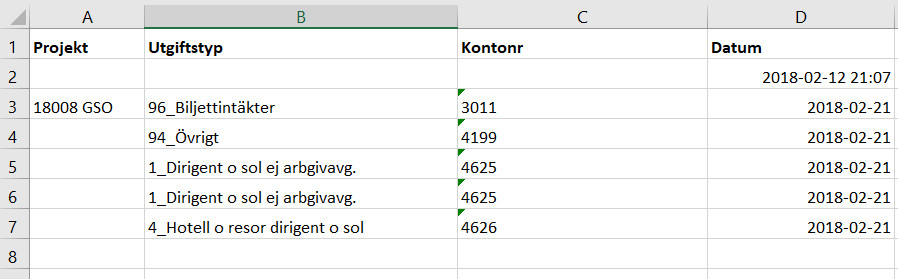 A B C D
1 Projekt Utgiftstyp Kontonr Datum
2 2018-02-12 21:07
3 18008 GSO 96_Biljettintäkter 3011 2018-02-21
4 94_Övrigt 4199 2018-02-21
5 1_Dirigent o sol ej arbgivavg. 4625 2018-02-21
6 1_Dirigent o sol ej arbgivavg. 4625 2018-02-21
7 4_Hotell o resor dirigent o sol 4626 2018-02-21
8